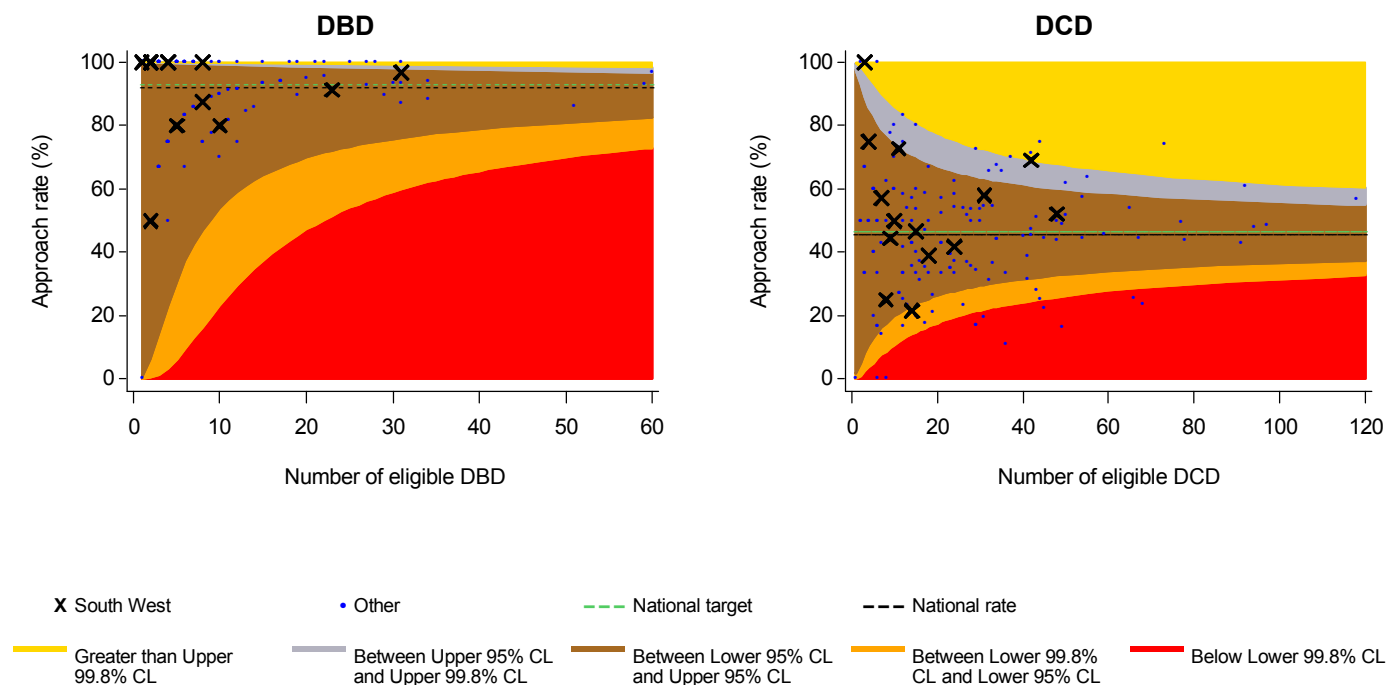 DBD
DCD
Approach rate (%)
100
80
60
40
20
0
0 10 20 30 40 50 60
Number of eligible DBD
Approach rate (%)
100
80
60
40
20
0
0 20 40 60 80 100 120
Number of eligible DCD
X South West
Other
National target
National rate
Greater than Upper
99.8% CL
Between Upper 95% CL
and Upper 99.8% CL
Between Lower 95% CL
and Upper 95% CL
Between Lower 99.8%
CL and Lower 95% CL
Below Lower 99.8% CL